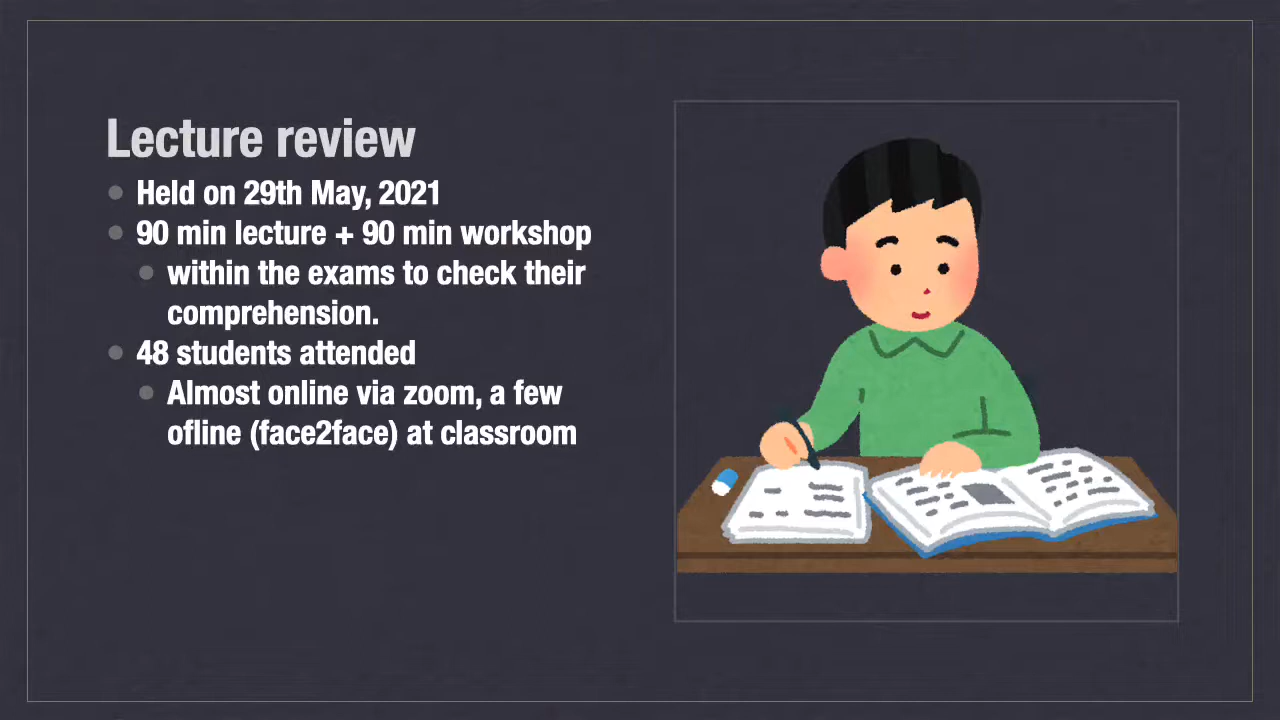 Lecture review
Held on 29th May, 2021
90 min lecture + 90 min workshop
within the exams to check their
comprehension.
48 students attended
Almost online via zoom, a few
ofline (face2face) at classroom